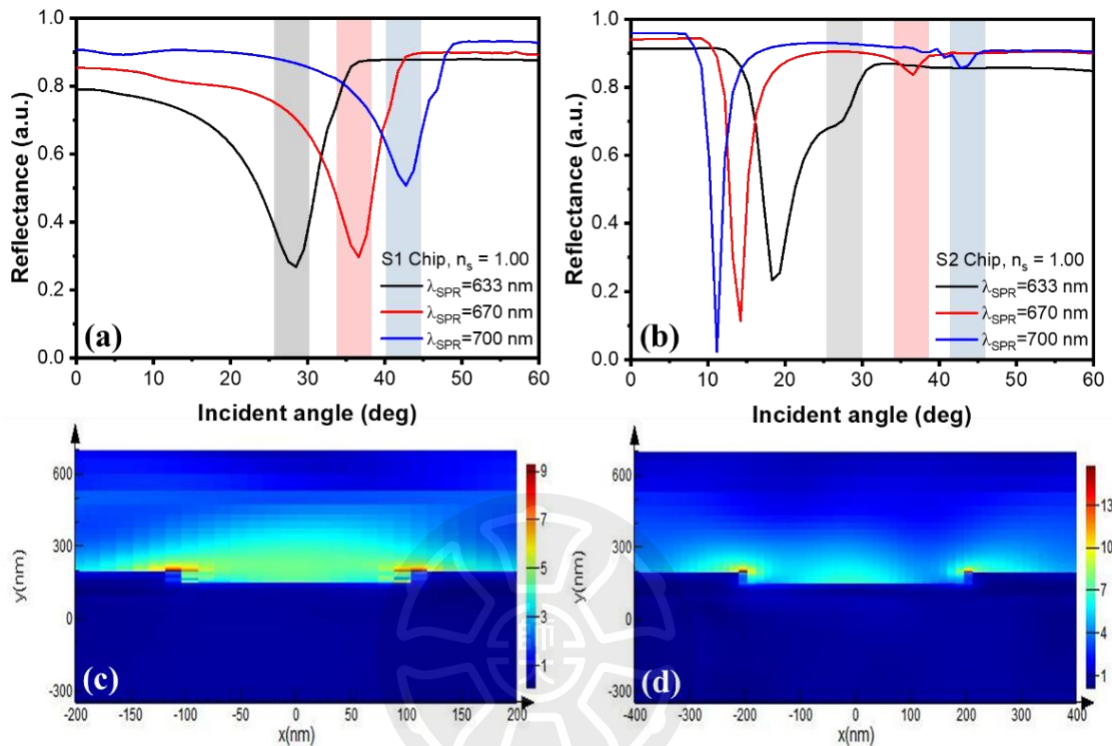 1.0
0.8
0.6
0.4
0.2
0.0
Reflectance (a.u.)
(a)
S1 Chip, nₛ = 1.00
λSPR=633 nm
λSPR=670 nm
λSPR=700 nm
0 10 20 30 40 50 60
Incident angle (deg)
1.0
0.8
0.6
0.4
0.2
0.0
Reflectance (a.u.)
(b)
S2 Chip, nₛ = 1.00
λSPR=633 nm
λSPR=670 nm
λSPR=700 nm
0 10 20 30 40 50 60
Incident angle (deg)
600
300
0
-300
y(nm)
(c)
-200 -150 -100 -50 0 50 100 150 200
x(nm)
9
7
5
3
1
600
300
0
-300
y(nm)
(d)
-400 -300 -200 -100 0 100 200 300 400
x(nm)
13
10
7
4
1